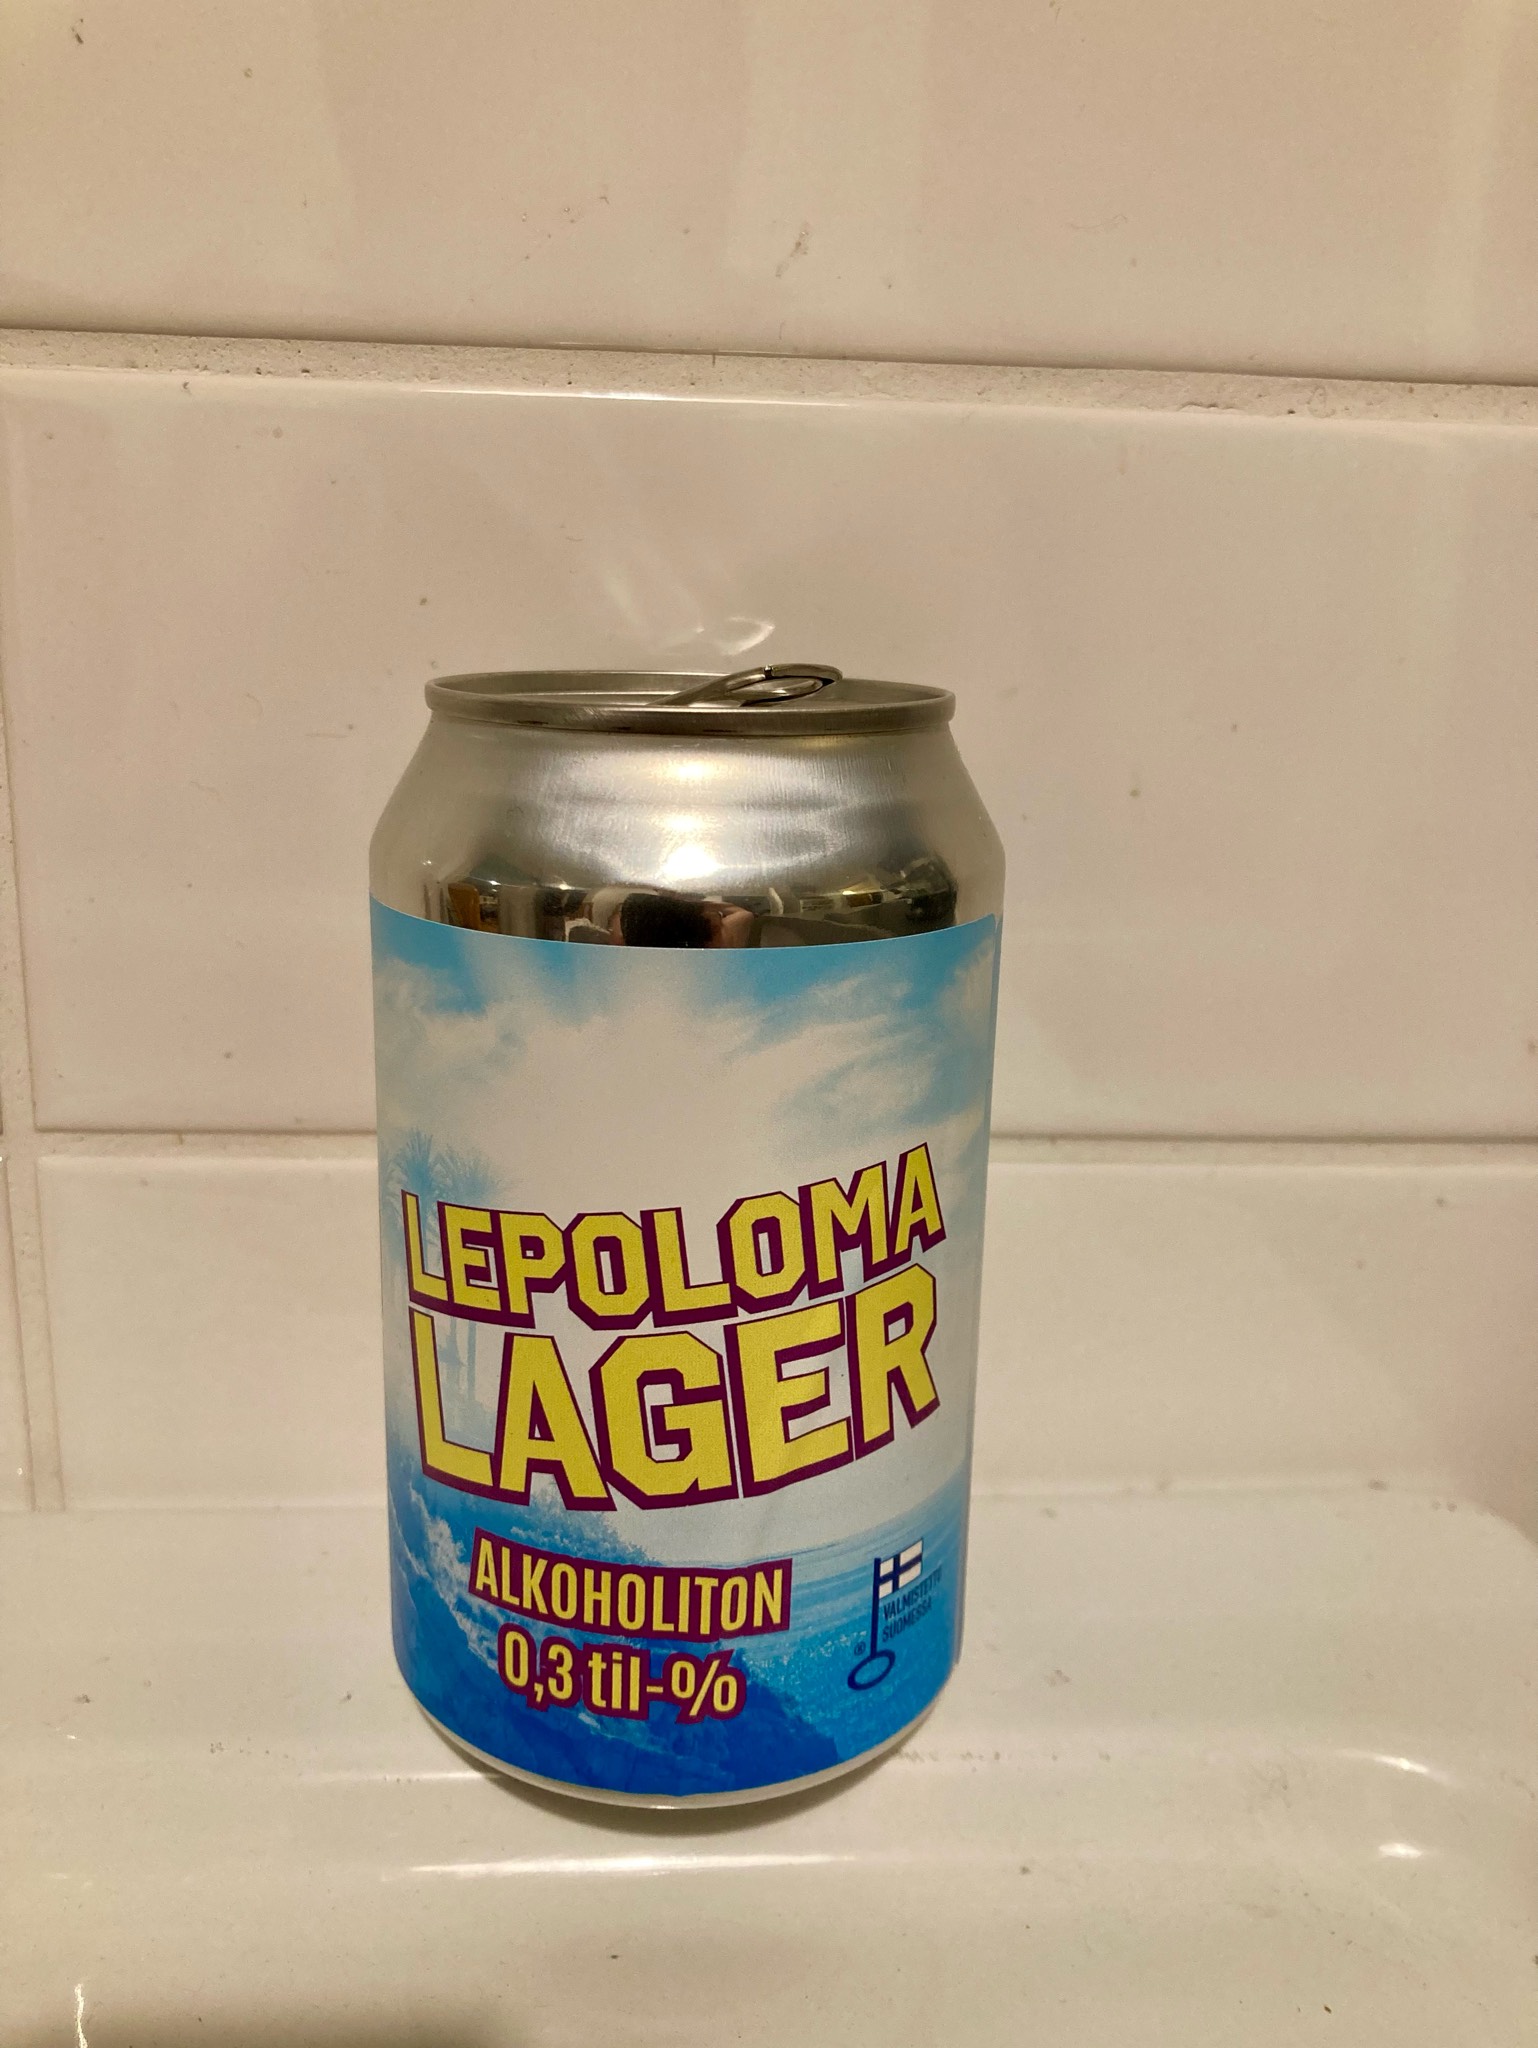 LEPOLOMA
LAGER
ALKOHOLITON
0,3 til-%
VALMISTETTU
SUOMESSA
®